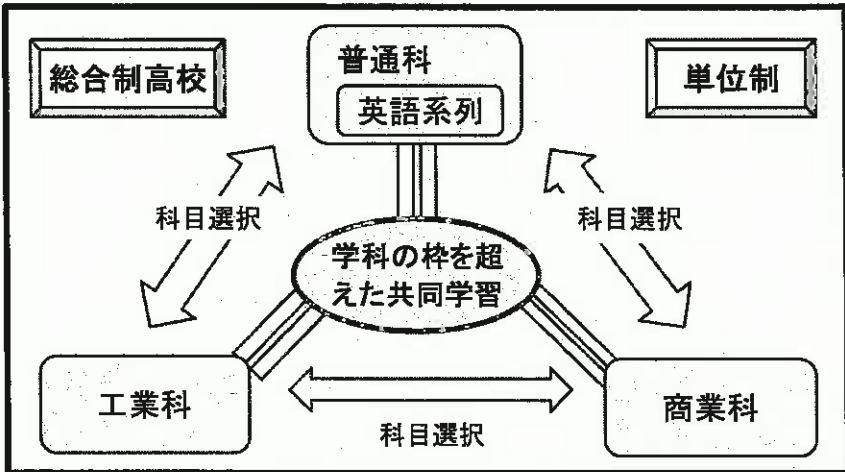 総合制高校
普通科
英語系列
単位制
科目選択
科目選択
学科の枠を超
えた共同学習
工業科
科目選択
商業科